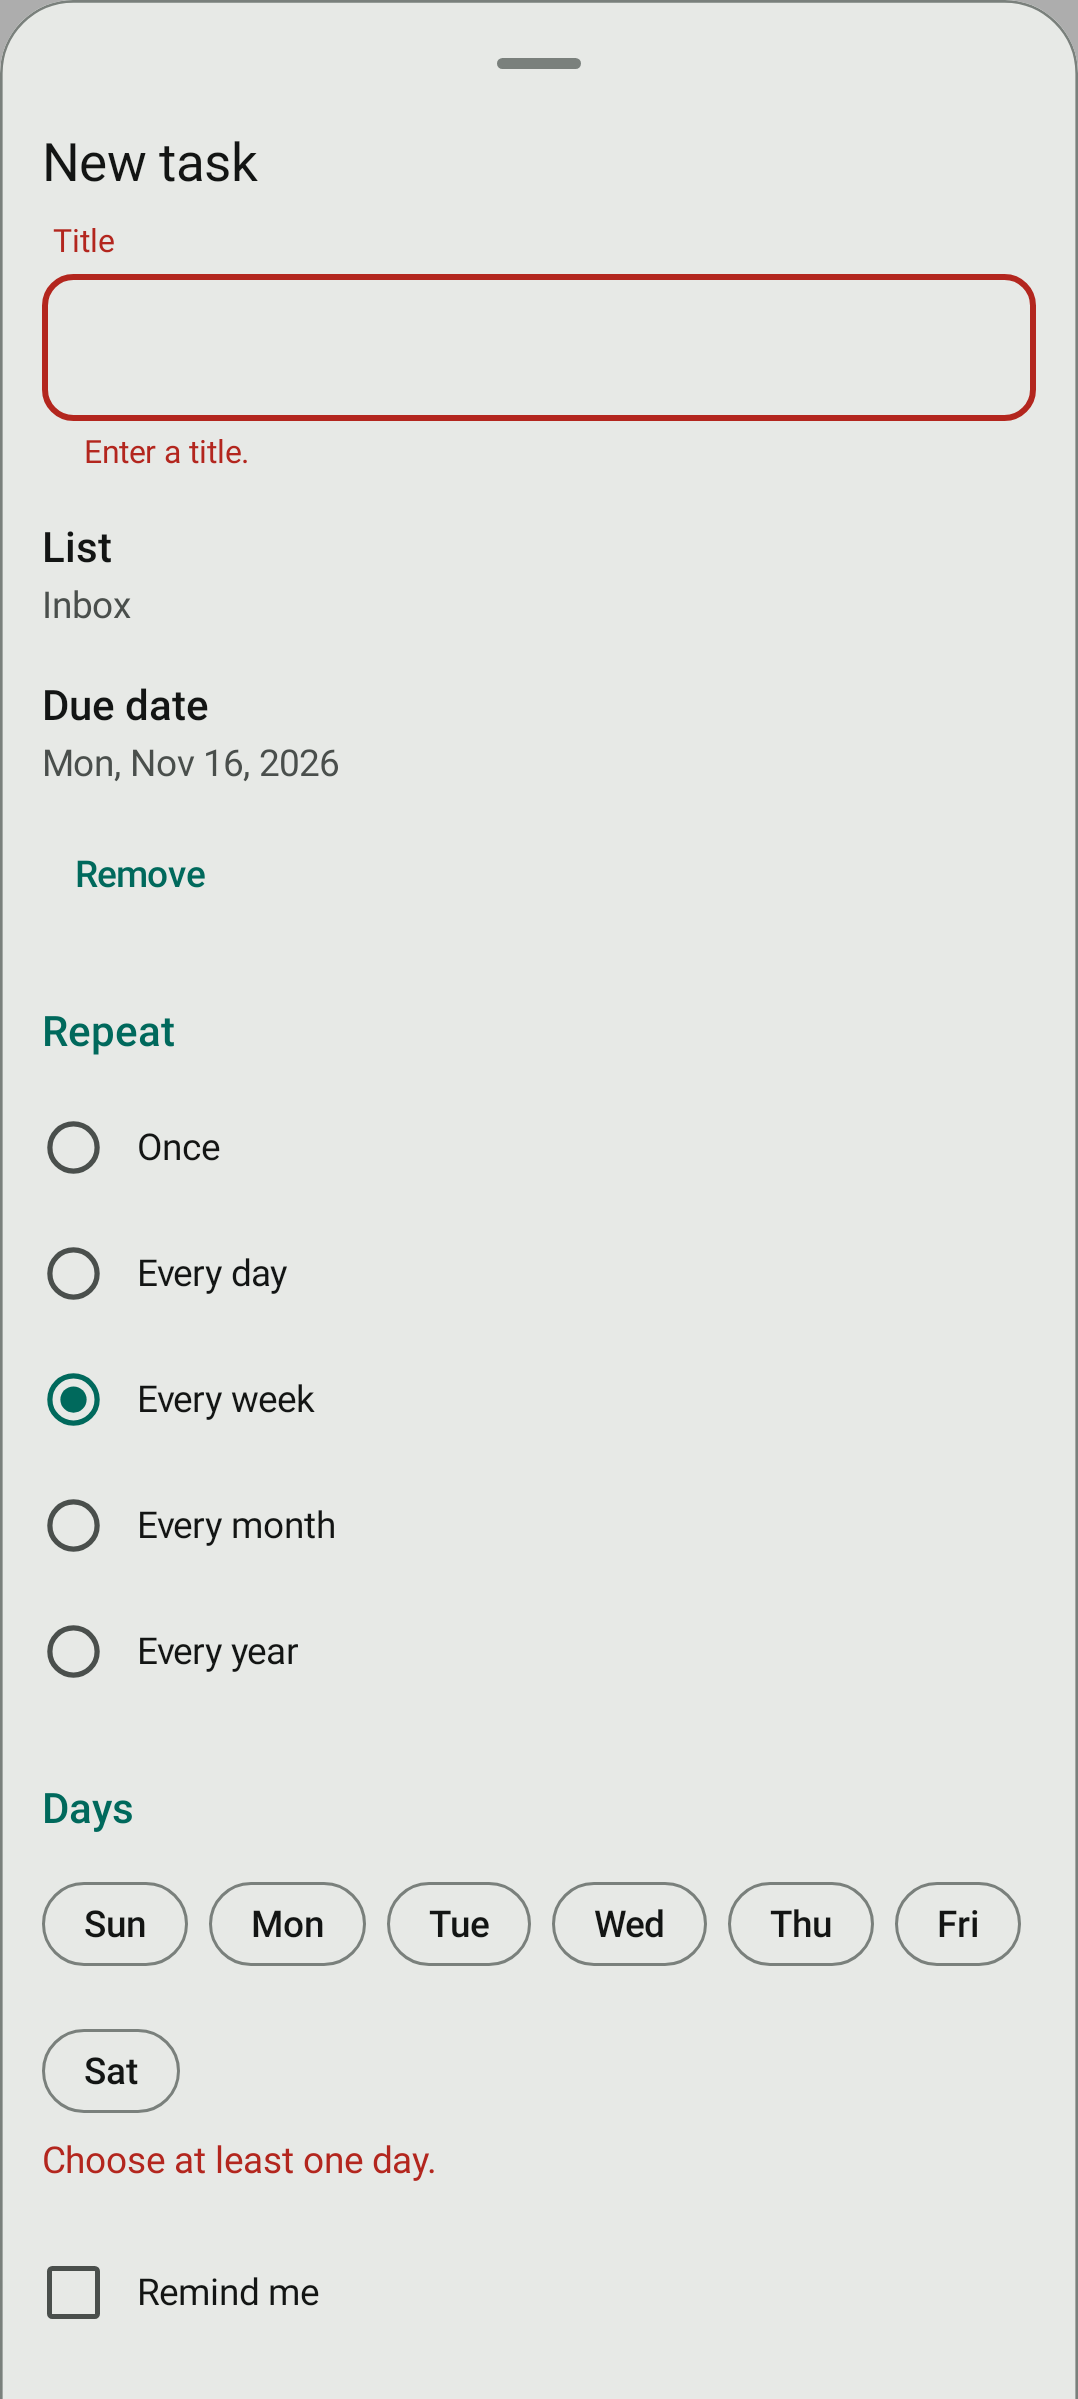 New task
Title
Enter a title.
List
Inbox
Due date
Mon, Nov 16, 2026
Remove
Repeat
Once
Every day
Every week
Every month
Every year
Days
Sun Mon Tue Wed Thu Fri
Sat
Choose at least one day.
Remind me